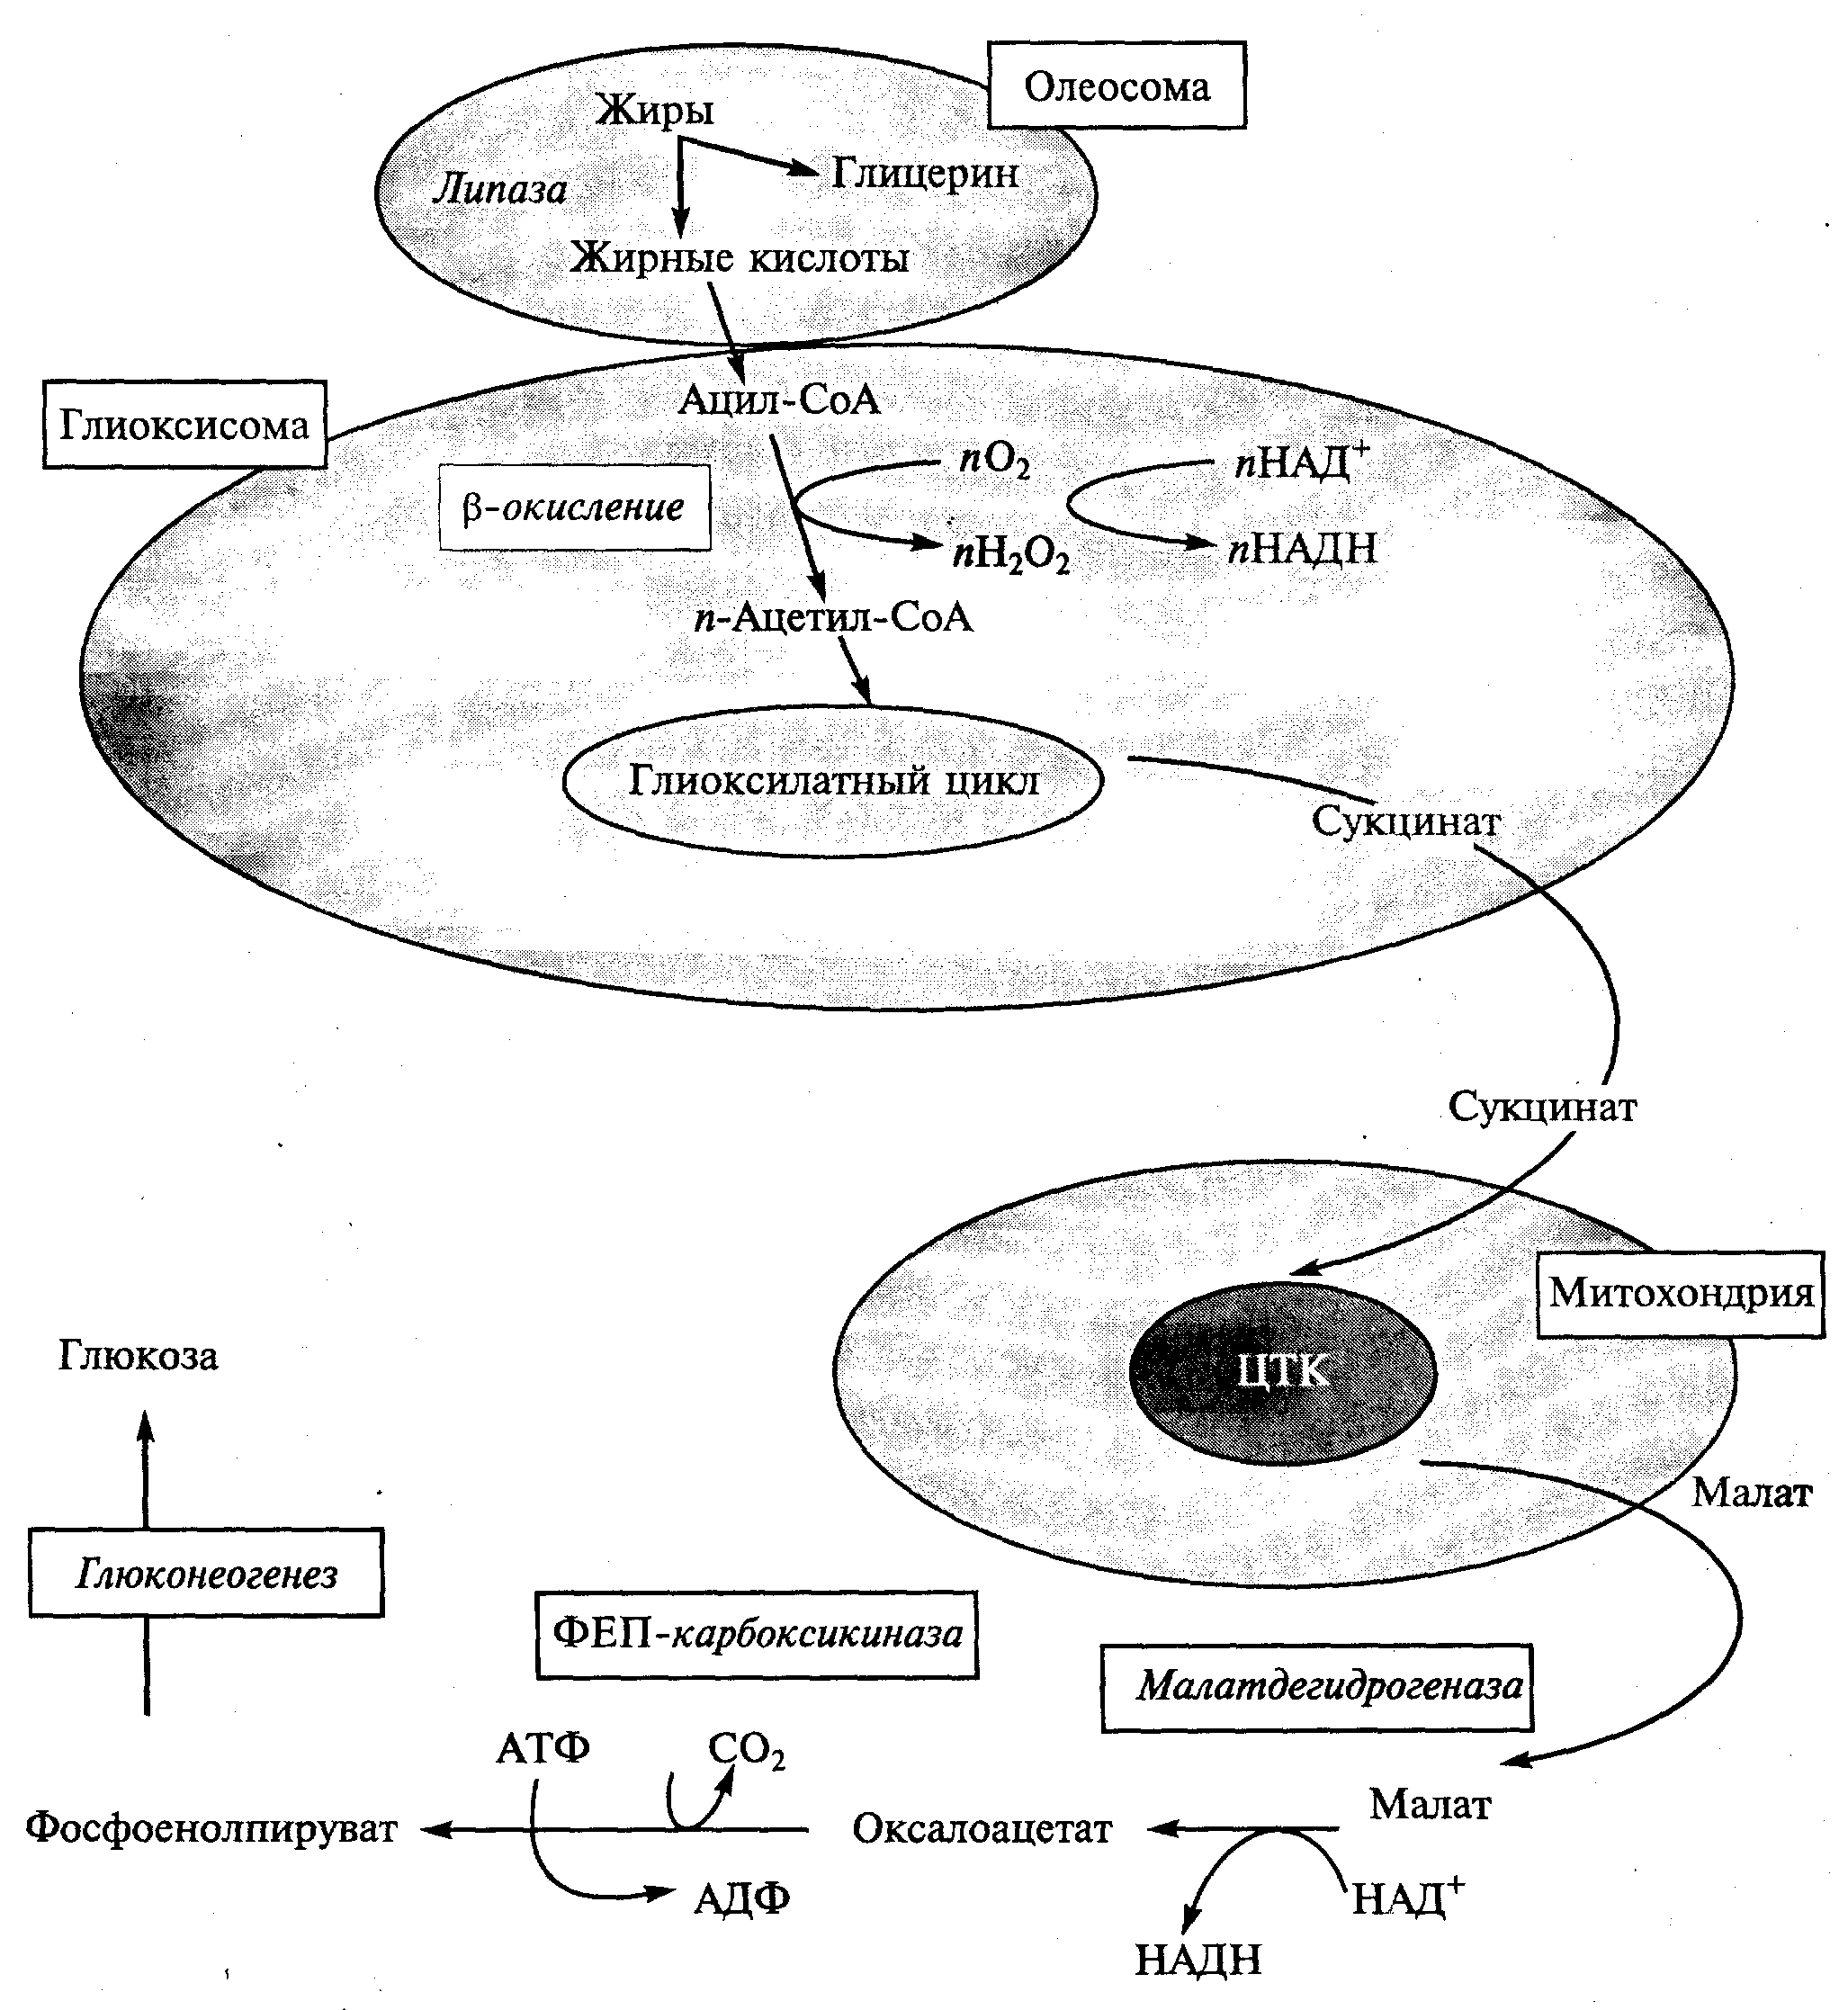 Олеосома
Жиры
Глицерин
Липаза
Жирные кислоты
Глиоксисома
Ацил-СоА
β-окисление
nO₂
nНАД⁺
nH₂O₂
nНАДН
n-Ацетил-СоА
Глиоксилатный цикл
Сукцинат
Сукцинат
Митохондрия
ЦТК
Малат
Глюкоза
Глюконеогенез
ФЕП-карбоксикиназа
Малатдегидрогеназа
АТФ
CO₂
Малат
Фосфоенолпируват
Оксалоацетат
АДФ
НАД⁺
НАДН